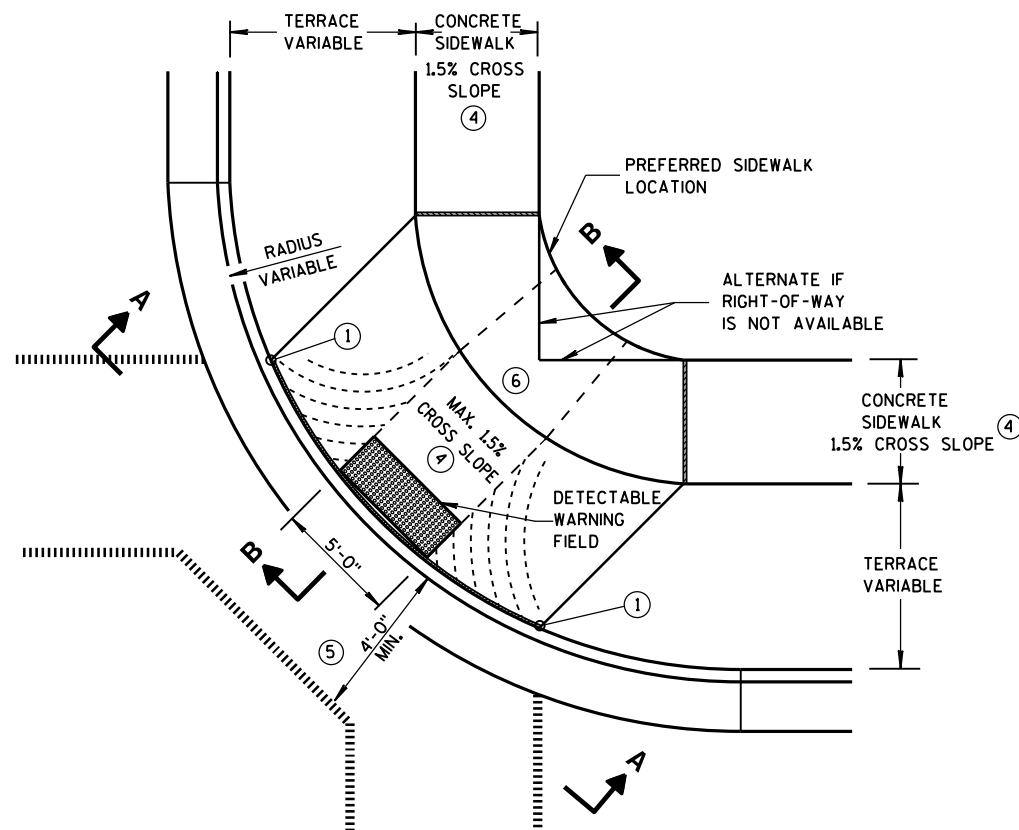 TERRACE
VARIABLE
CONCRETE
SIDEWALK
1.5% CROSS
SLOPE
4
PREFERRED SIDEWALK
LOCATION
B
RADIUS
VARIABLE
ALTERNATE IF
RIGHT-OF-WAY
IS NOT AVAILABLE
A
1
6
MAX. 1.5%
CROSS SLOPE
4
CONCRETE
SIDEWALK
1.5% CROSS SLOPE
4
DETECTABLE
WARNING
FIELD
B
5'-0"
TERRACE
VARIABLE
1
4'-0"
MIN.
5
A